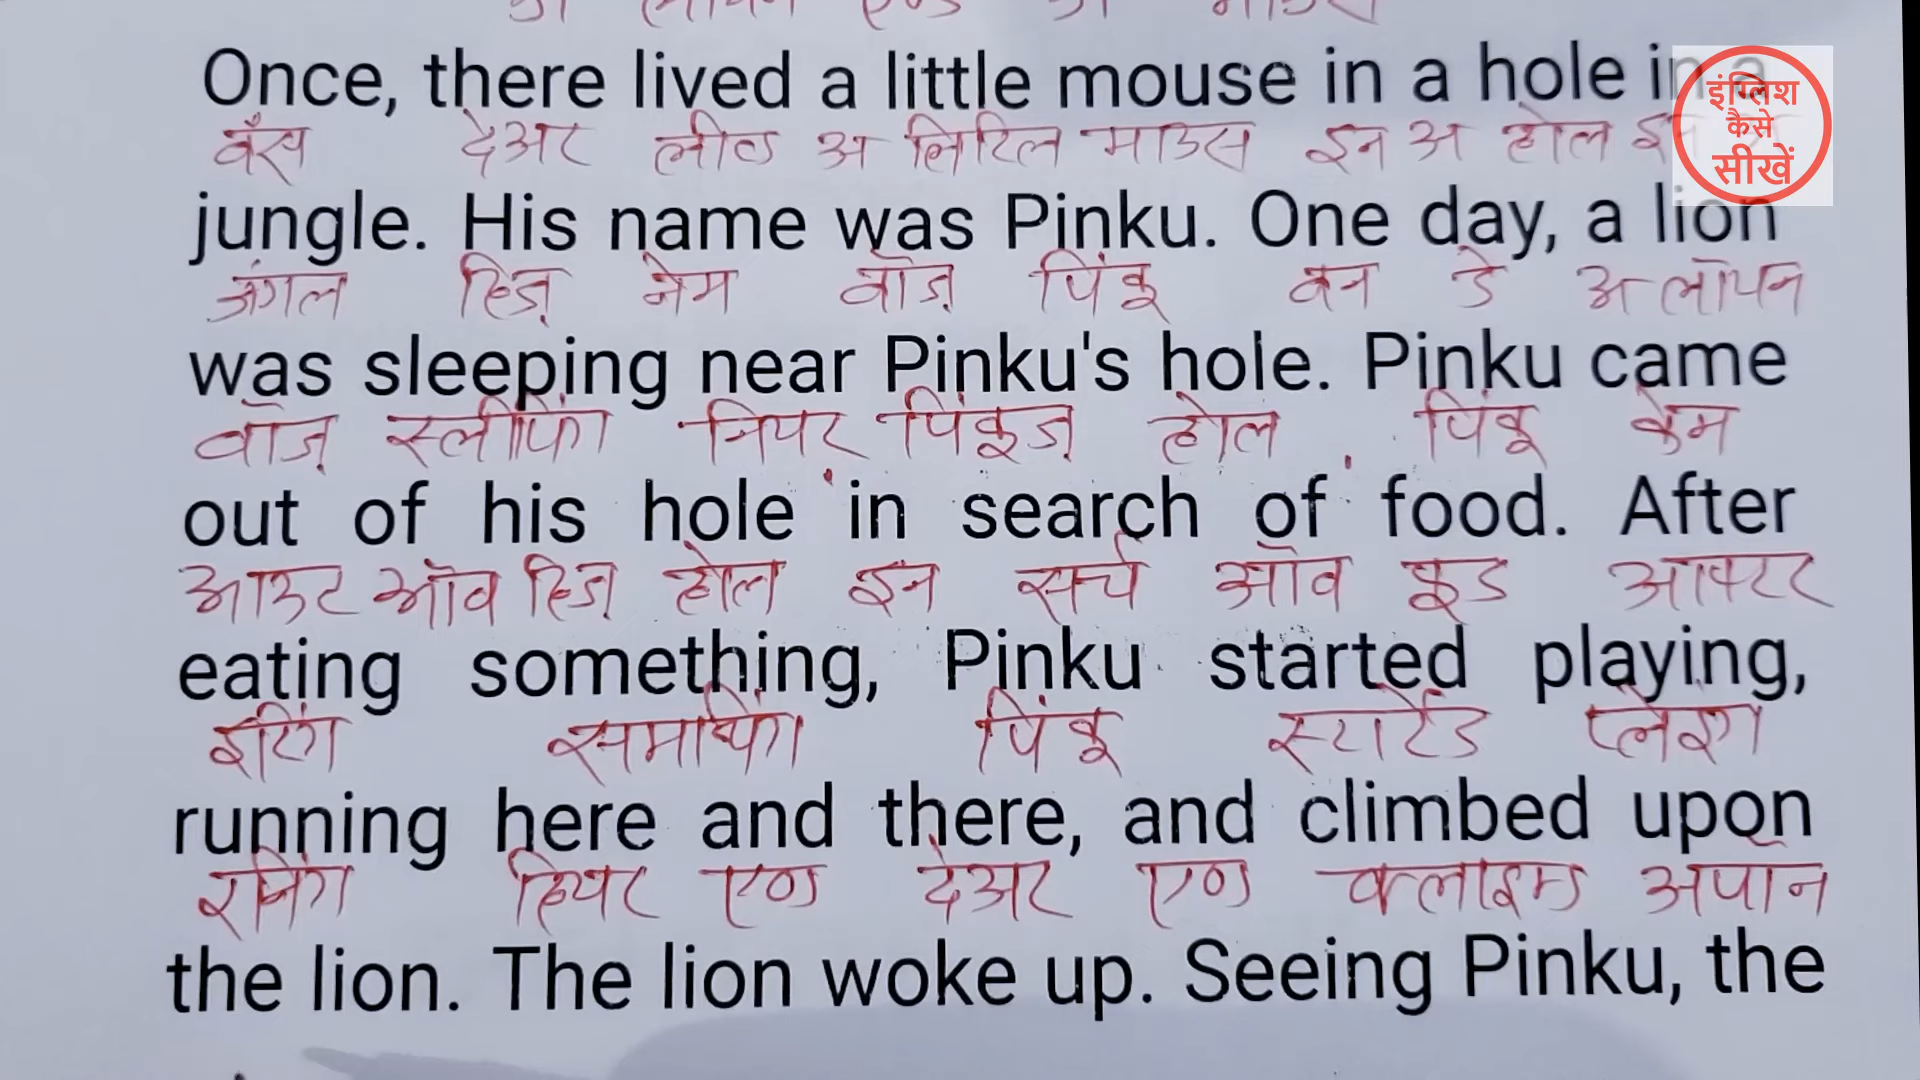 Once, there lived a little mouse in a hole in a
वंस देअर लीव्ड अ लिटिल माउस इन अ होल इन
इंग्लिश
कैसे
सीखें
jungle. His name was Pinku. One day, a lion
जंगल हिज़ नेम वॉज़ पिंकू वन डे अ लॉयन
was sleeping near Pinku's hole. Pinku came
वॉज़ स्लीपिंग नियर पिंकूज़ होल पिंकू केम
out of his hole in search of food. After
आउट ऑव हिज़ होल इन सर्च ऑव फूड आफ्टर
eating something, Pinku started playing,
इटिंग समथिंग पिंकू स्टार्टेड प्लेइंग
running here and there, and climbed upon
रनिंग हियर एण्ड देअर एण्ड क्लाइम्ड अपॉन
the lion. The lion woke up. Seeing Pinku, the